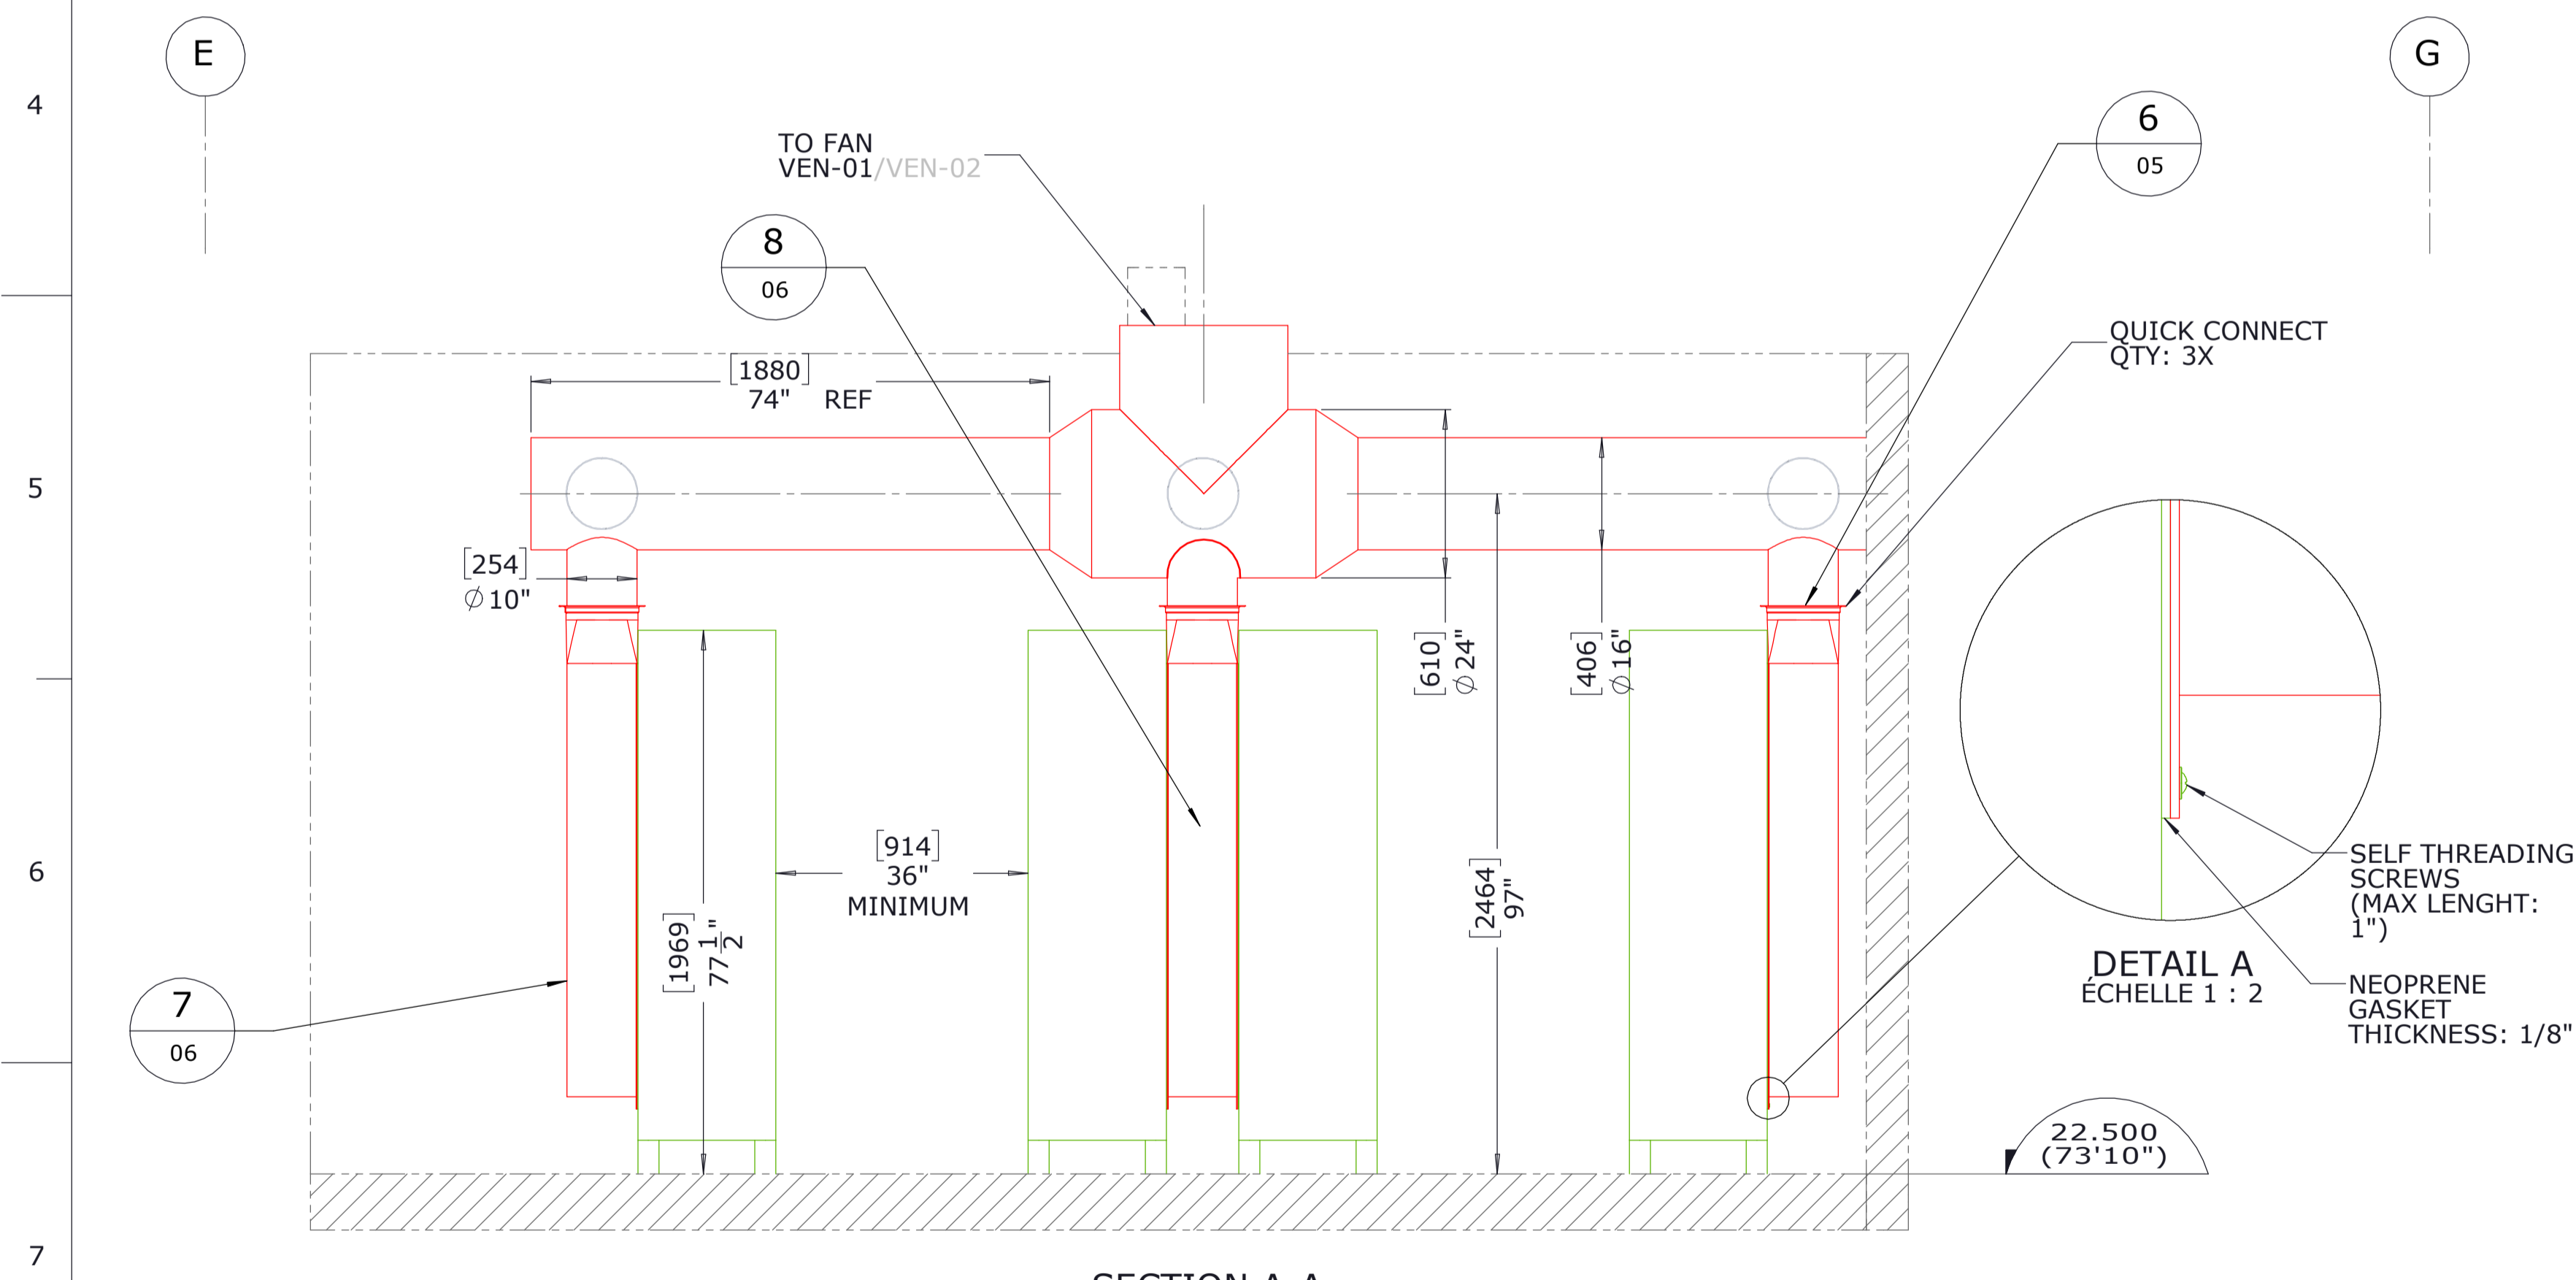 E
G
4
6
05
TO FAN
VEN-01/VEN-02
8
06
QUICK CONNECT
QTY: 3X
[1880]
74" REF
5
[254]
Ø 10"
[610]
Ø 24"
[406]
Ø 16"
6
[914]
36"
MINIMUM
[1969]
77 1/2"
[2464]
97"
SELF THREADING
SCREWS
(MAX LENGHT:
1")
DETAIL A
ÉCHELLE 1 : 2
NEOPRENE
GASKET
THICKNESS: 1/8"
7
06
22.500
(73'10")
7
SECTION A-A